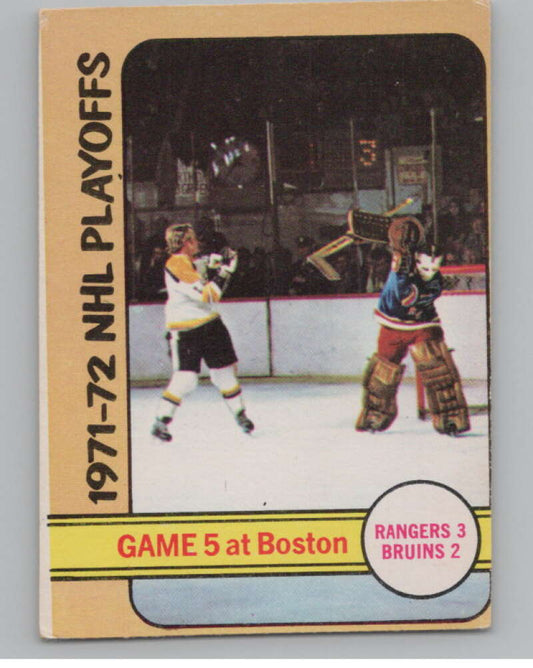 1971-72 NHL PLAYOFFS
GAME 5 at Boston
RANGERS 3
BRUINS 2